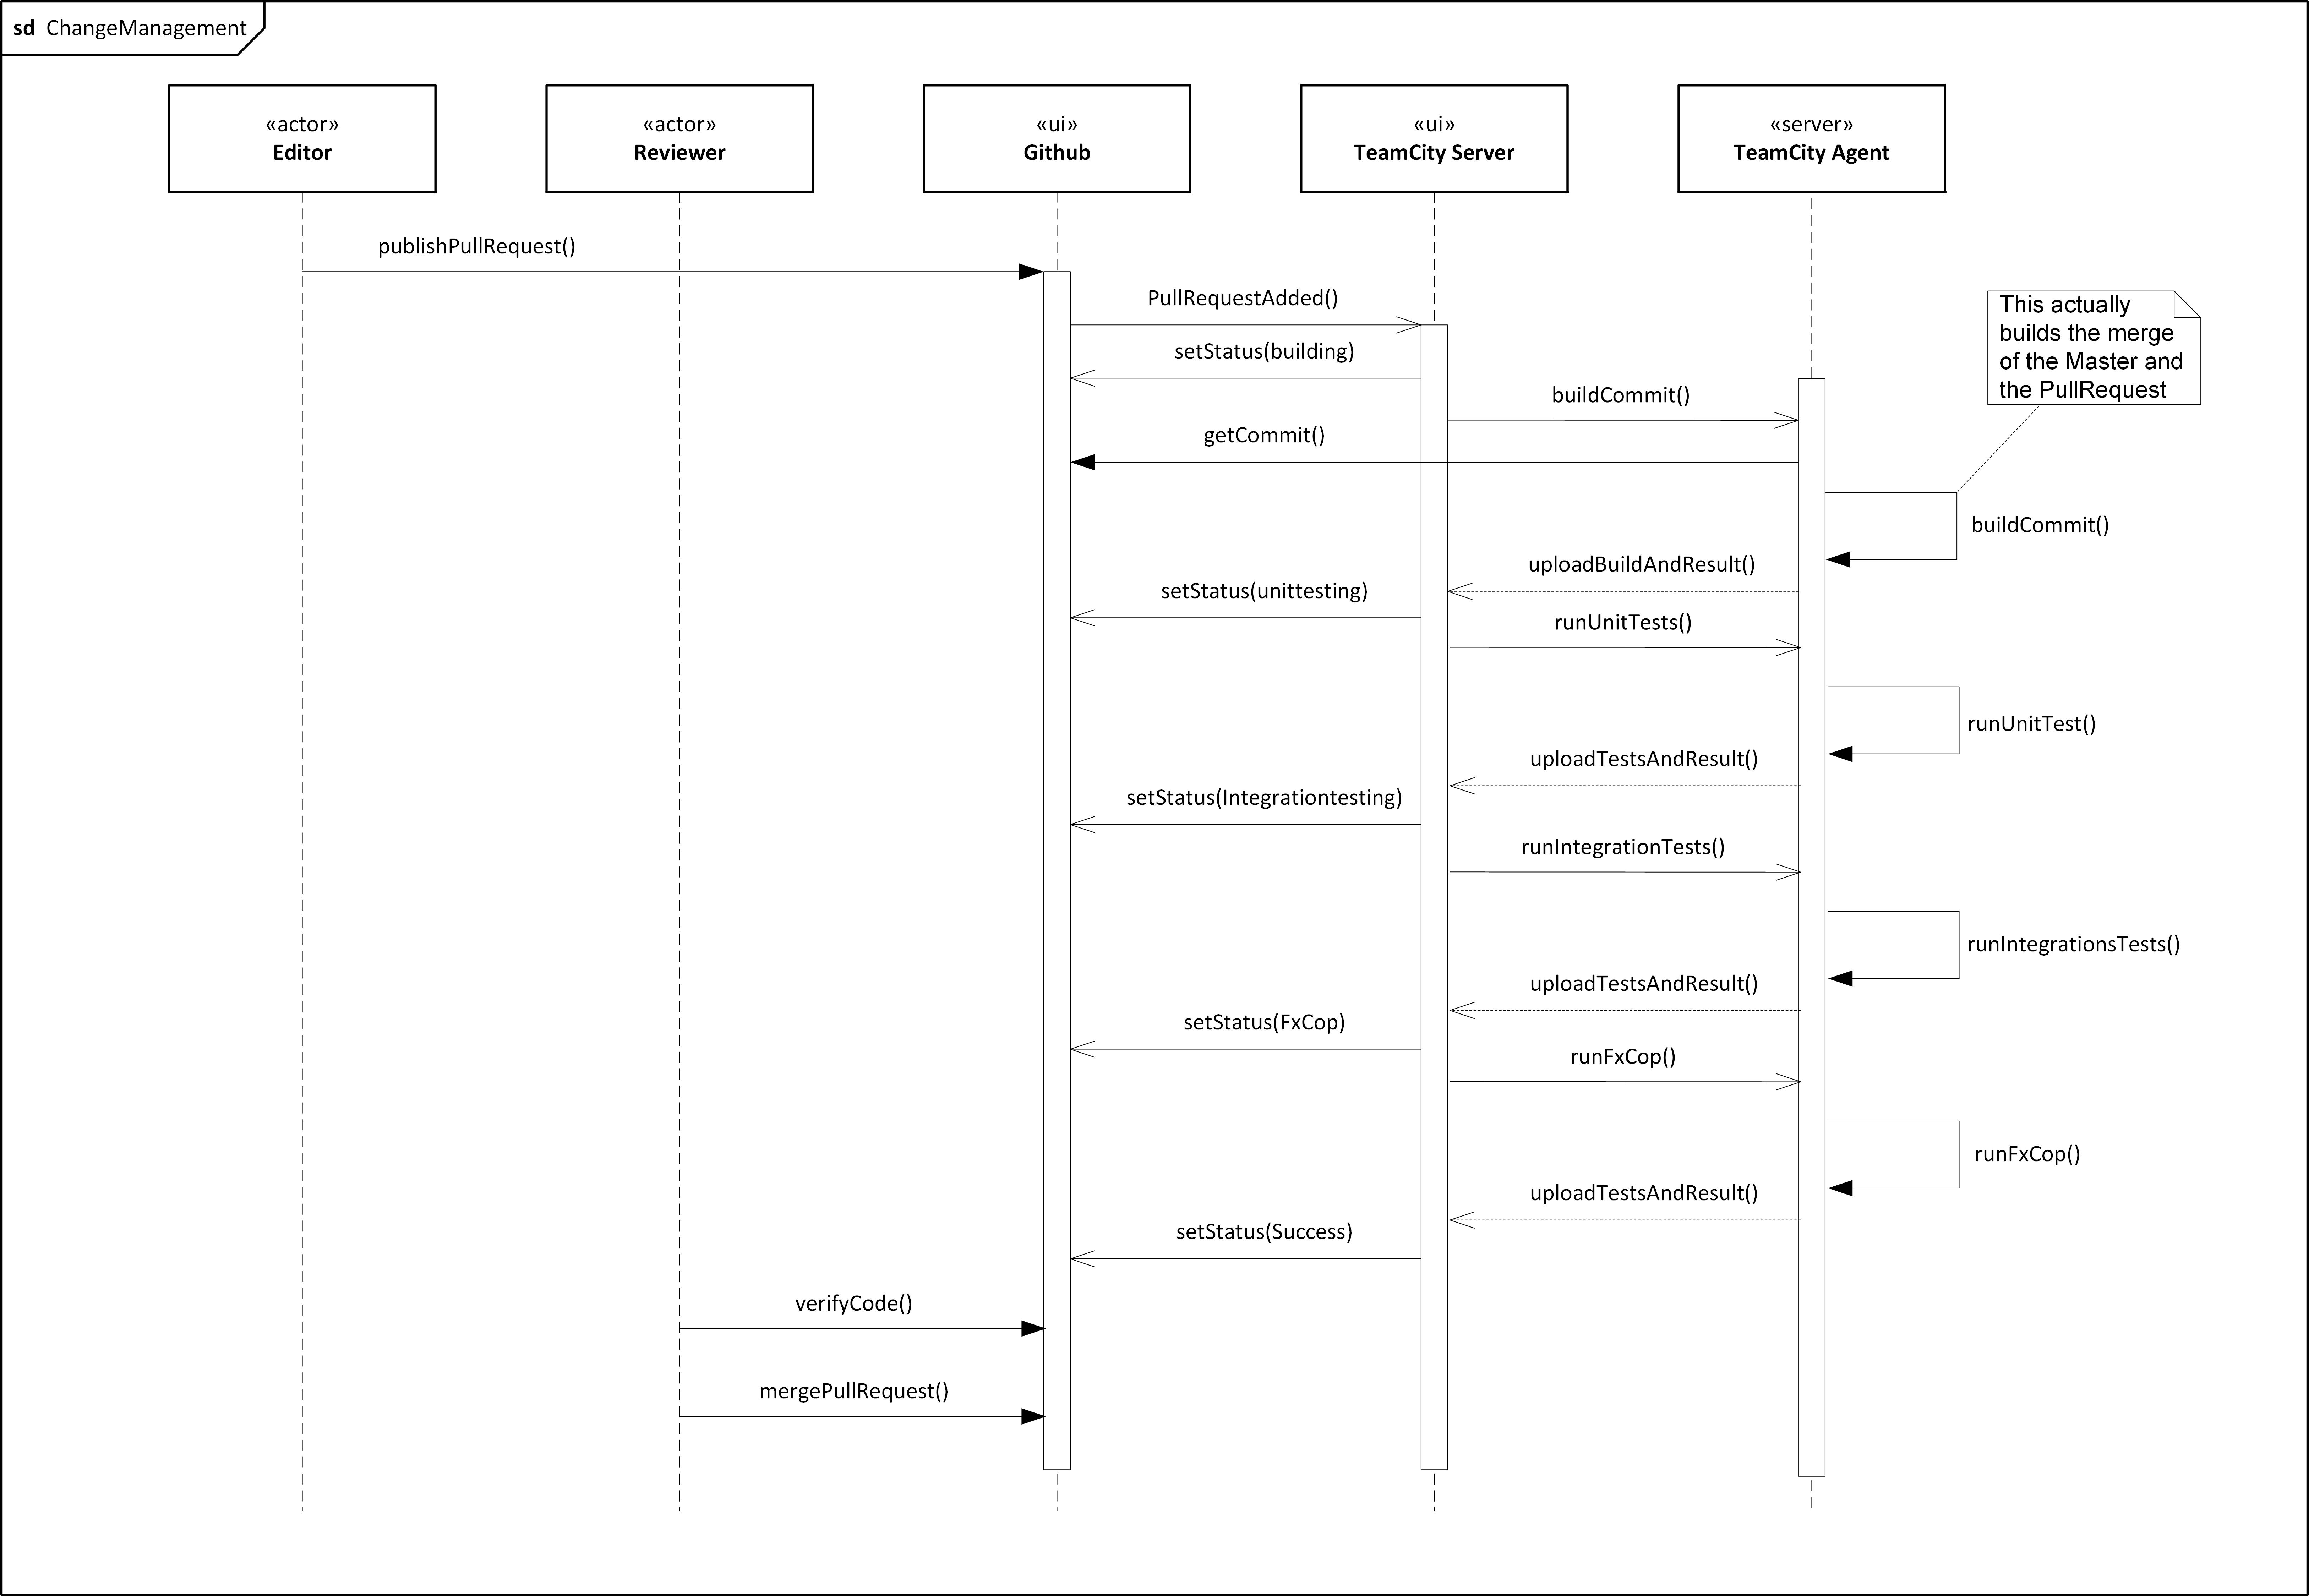 sd ChangeManagement
«actor»
Editor
«actor»
Reviewer
«ui»
Github
«ui»
TeamCity Server
«server»
TeamCity Agent
publishPullRequest()
PullRequestAdded()
This actually
builds the merge
of the Master and
the PullRequest
setStatus(building)
buildCommit()
getCommit()
buildCommit()
uploadBuildAndResult()
setStatus(unittesting)
runUnitTests()
runUnitTest()
uploadTestsAndResult()
setStatus(Integrationtesting)
runIntegrationTests()
runIntegrationsTests()
uploadTestsAndResult()
setStatus(FxCop)
runFxCop()
runFxCop()
uploadTestsAndResult()
setStatus(Success)
verifyCode()
mergePullRequest()